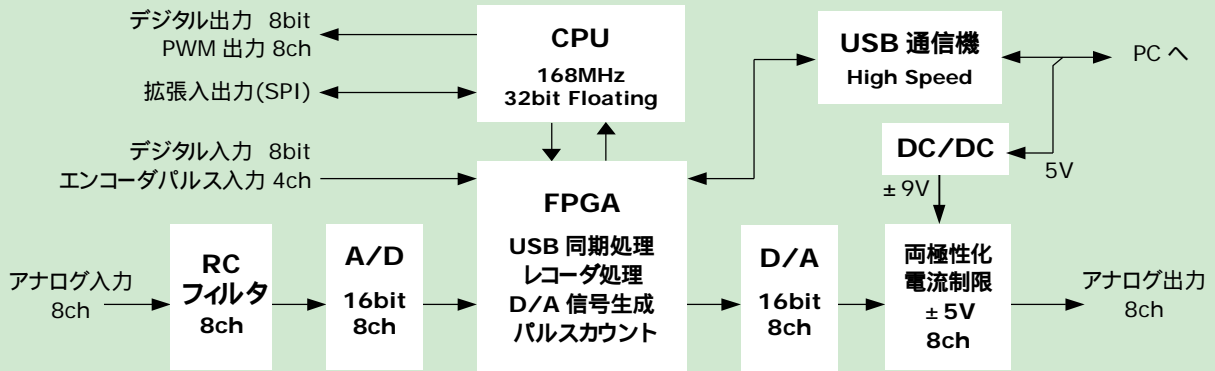 デジタル出力 8bit
PWM 出力 8ch
拡張入出力(SPI)
デジタル入力 8bit
エンコーダパルス入力 4ch
アナログ入力
8ch
RC
フィルタ
8ch
A/D
16bit
8ch
CPU
168MHz
32bit Floating
FPGA
USB 同期処理
レコーダ処理
D/A 信号生成
パルスカウント
USB 通信機
High Speed
PC へ
DC/DC
5V
± 9V
D/A
16bit
8ch
両極性化
電流制限
± 5V
8ch
アナログ出力
8ch